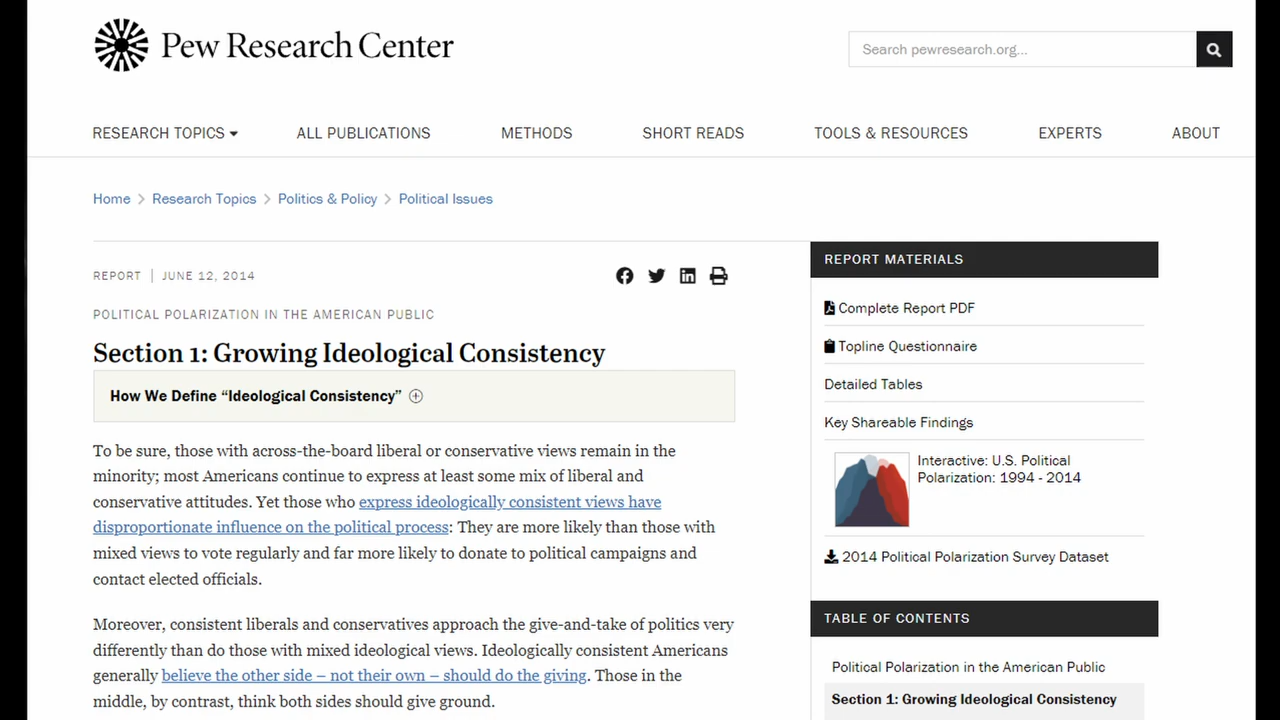 Pew Research Center
Search pewresearch.org...
RESEARCH TOPICS ALL PUBLICATIONS METHODS SHORT READS TOOLS & RESOURCES EXPERTS ABOUT
Home > Research Topics > Politics & Policy > Political Issues
REPORT | JUNE 12, 2014
POLITICAL POLARIZATION IN THE AMERICAN PUBLIC
Section 1: Growing Ideological Consistency
How We Define “Ideological Consistency”
To be sure, those with across-the-board liberal or conservative views remain in the
minority; most Americans continue to express at least some mix of liberal and
conservative attitudes. Yet those who express ideologically consistent views have
disproportionate influence on the political process: They are more likely than those with
mixed views to vote regularly and far more likely to donate to political campaigns and
contact elected officials.
Moreover, consistent liberals and conservatives approach the give-and-take of politics very
differently than do those with mixed ideological views. Ideologically consistent Americans
generally believe the other side – not their own – should do the giving. Those in the
middle, by contrast, think both sides should give ground.
REPORT MATERIALS
Complete Report PDF
Topline Questionnaire
Detailed Tables
Key Shareable Findings
Interactive: U.S. Political
Polarization: 1994 - 2014
2014 Political Polarization Survey Dataset
TABLE OF CONTENTS
Political Polarization in the American Public
Section 1: Growing Ideological Consistency